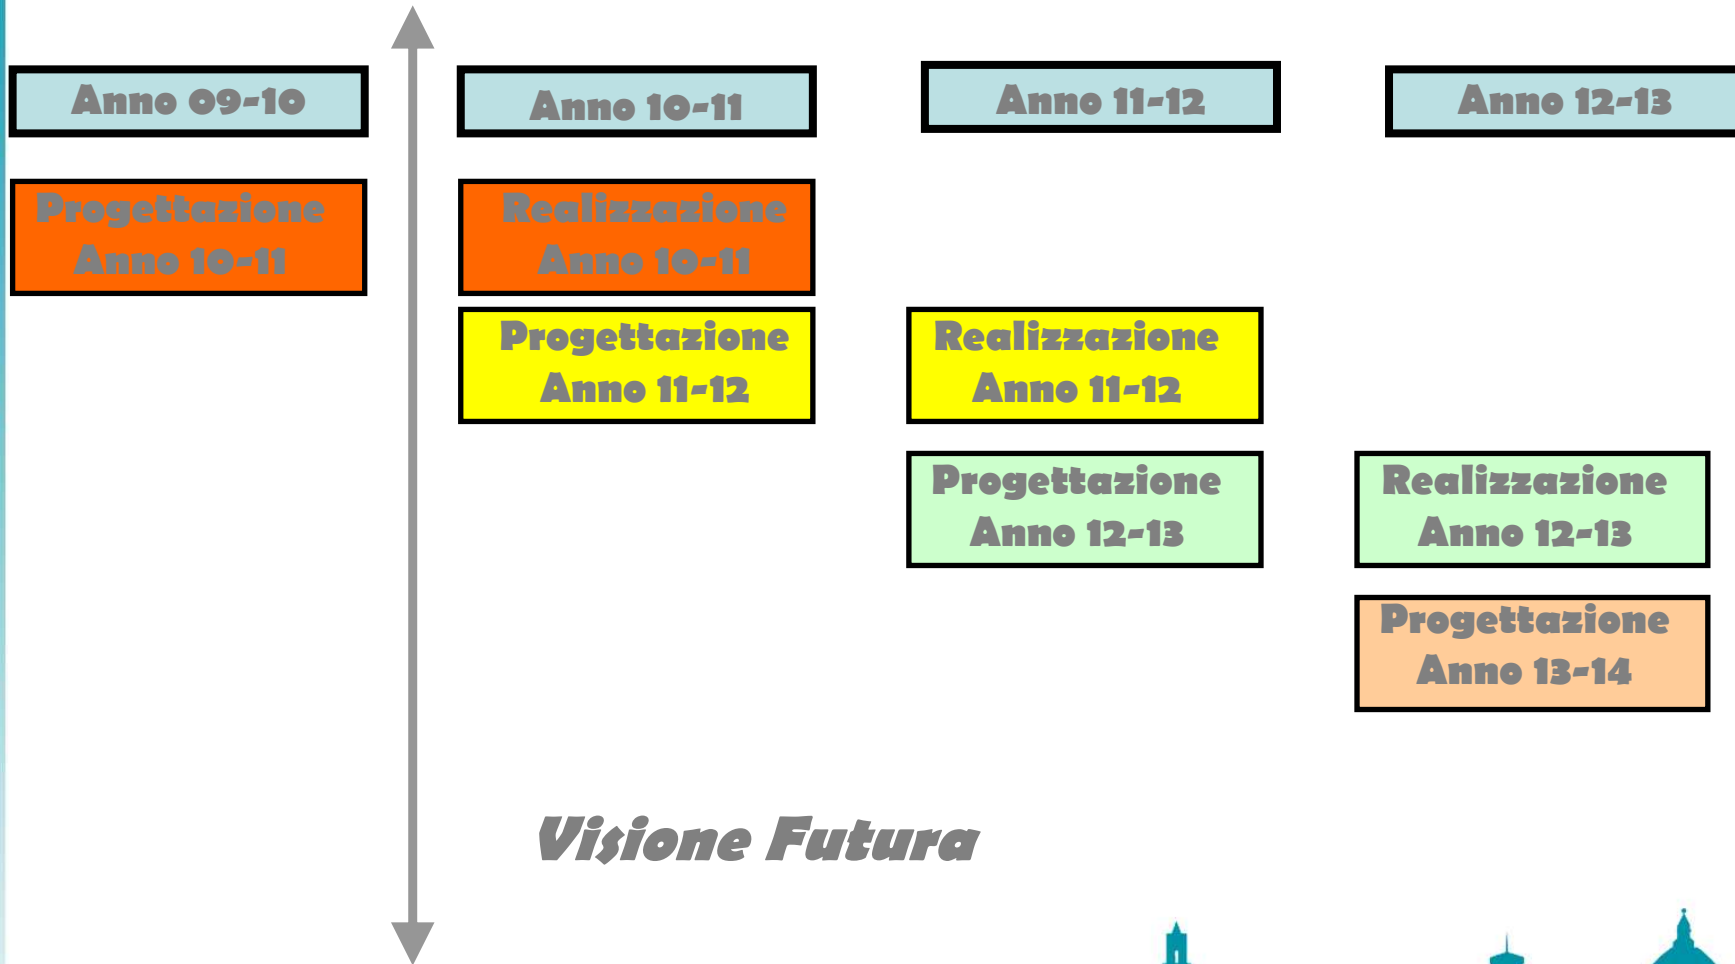 Anno 09-10
Anno 10-11
Anno 11-12
Anno 12-13
Progettazione
Anno 10-11
Realizzazione
Anno 10-11
Progettazione
Anno 11-12
Realizzazione
Anno 11-12
Progettazione
Anno 12-13
Realizzazione
Anno 12-13
Progettazione
Anno 13-14
Visione Futura